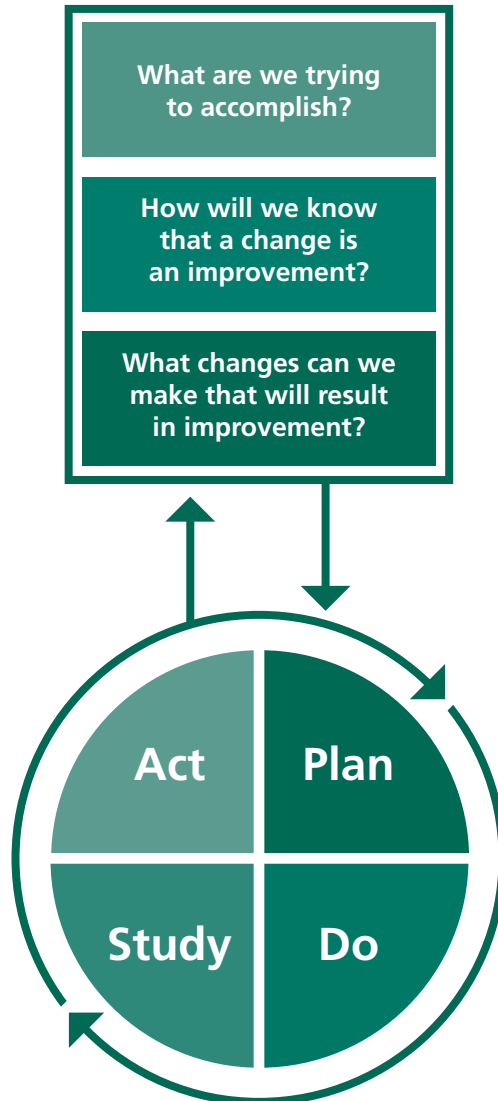 What are we trying
to accomplish?
How will we know
that a change is
an improvement?
What changes can we
make that will result
in improvement?
Act
Plan
Study
Do